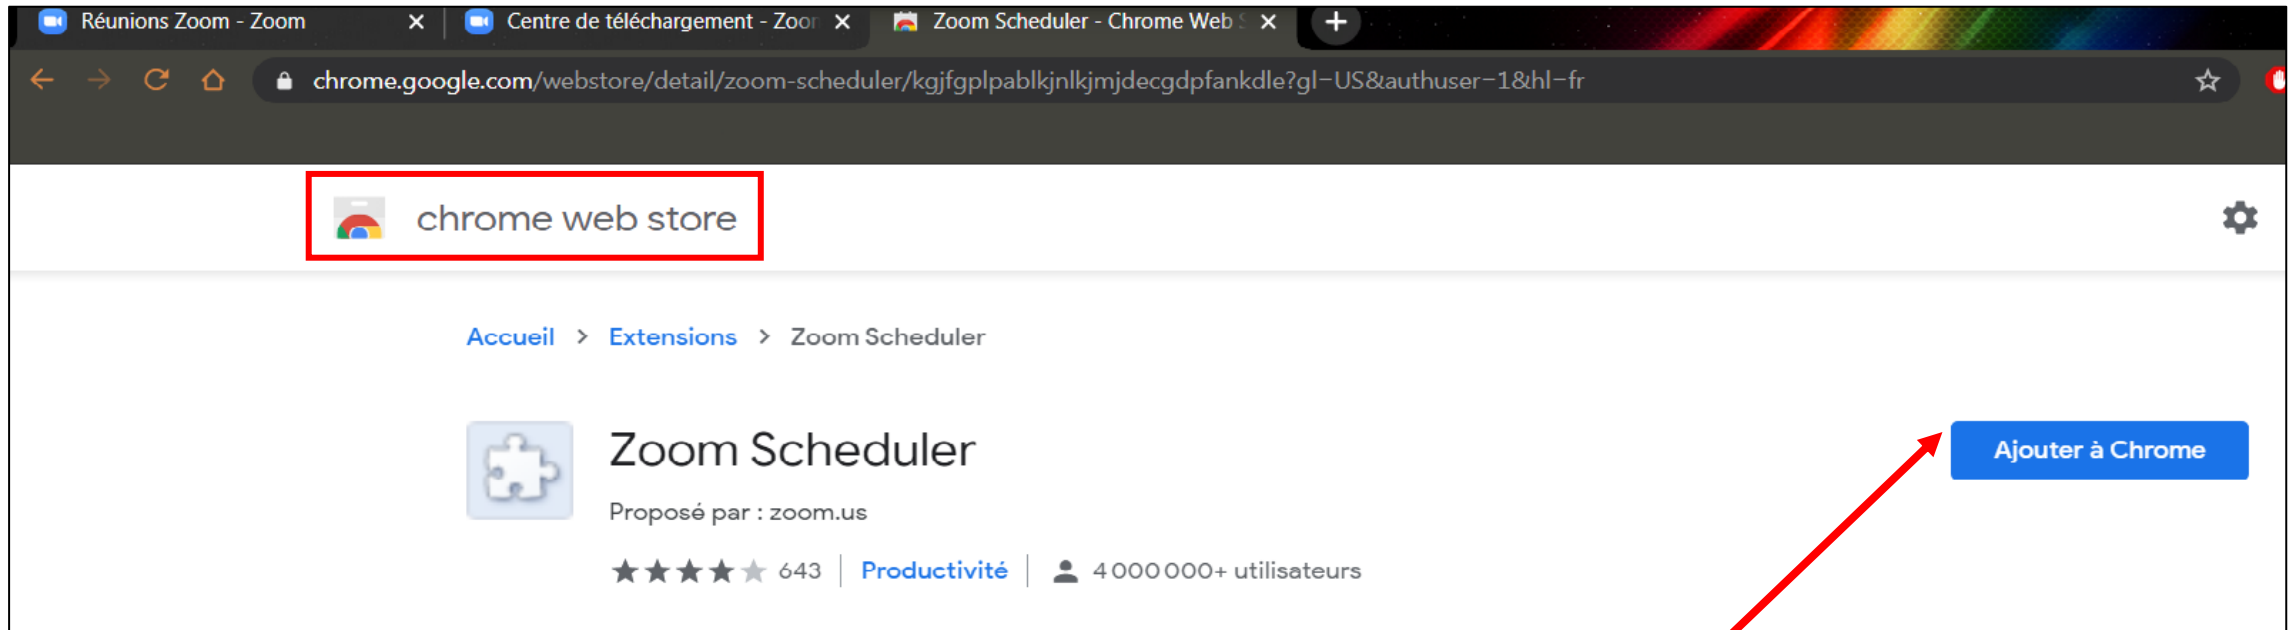 Réunions Zoom - Zoom
Centre de téléchargement - Zoor
Zoom Scheduler - Chrome Web S
chrome.google.com/webstore/detail/zoom-scheduler/kgjfgplpablkjnlkjmjdecgdpfankdle?gl=US&authuser=1&hl=fr
chrome web store
Accueil > Extensions > Zoom Scheduler
Zoom Scheduler
Ajouter à Chrome
Proposé par : zoom.us
643 | Productivité | 4 000 000+ utilisateurs